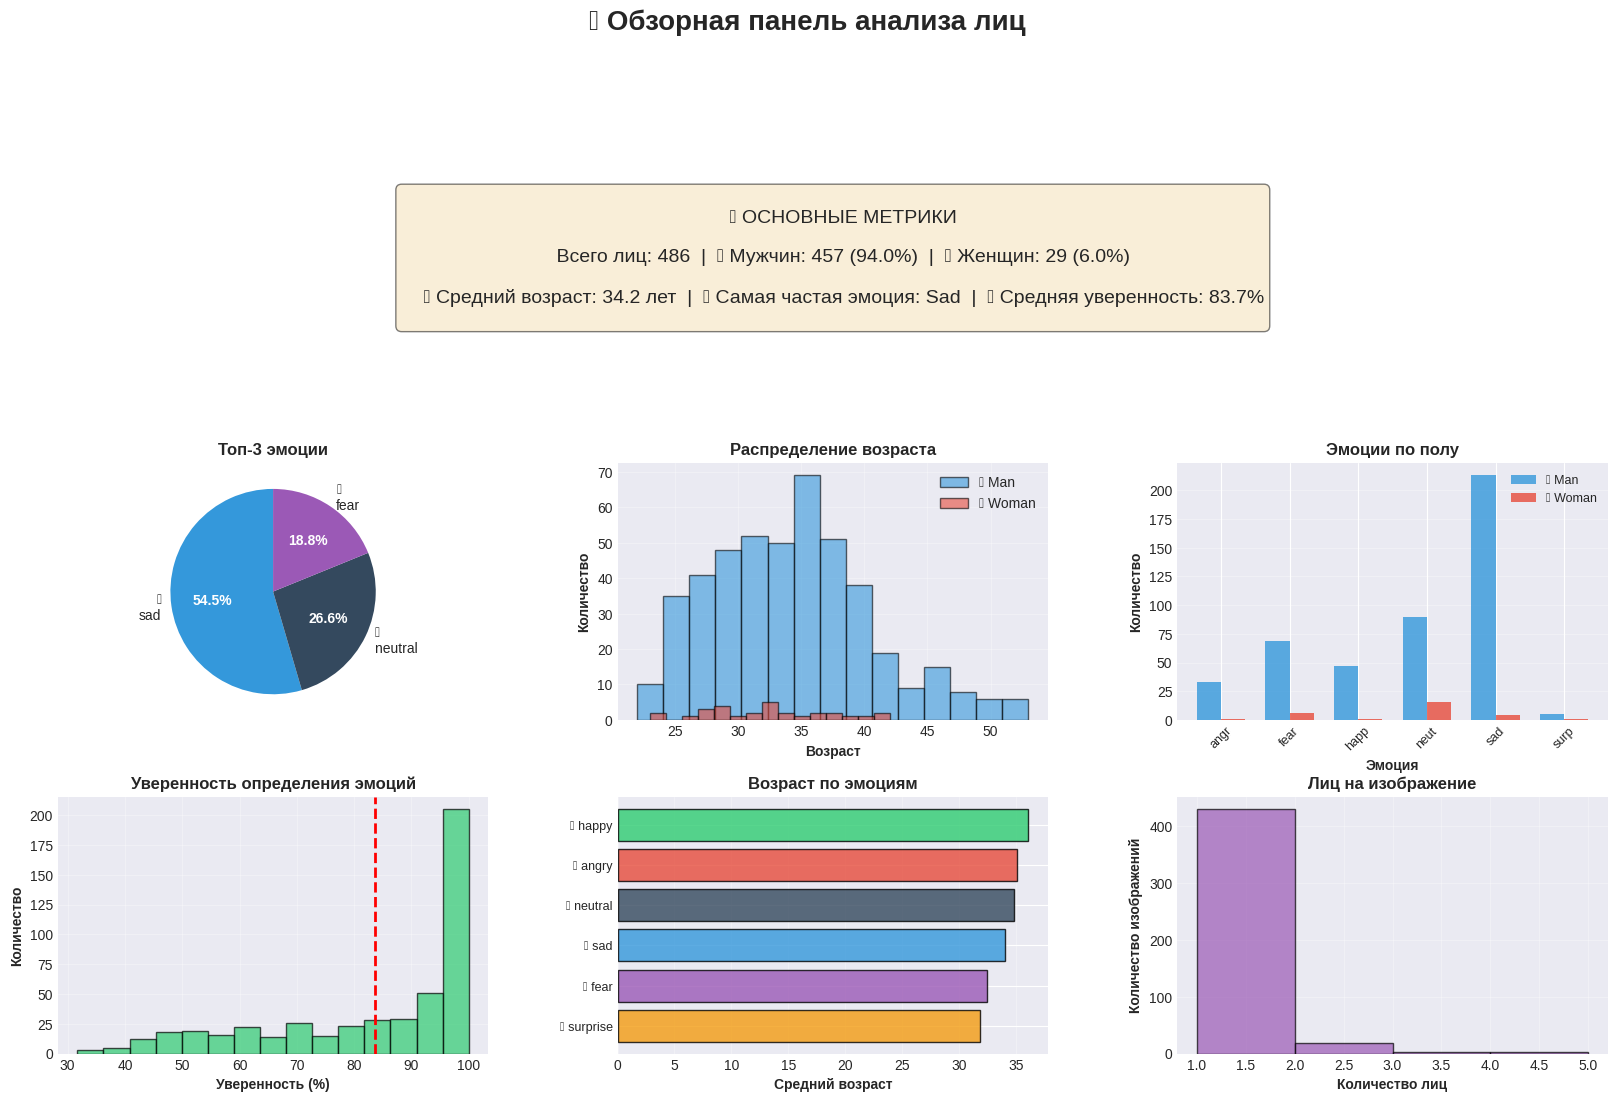 Обзорная панель анализа лиц
ОСНОВНЫЕ МЕТРИКИ
Всего лиц: 486 | Мужчин: 457 (94.0%) | Женщин: 29 (6.0%)
Средний возраст: 34.2 лет | Самая частая эмоция: Sad | Средняя уверенность: 83.7%
Топ-3 эмоции
fear
18.8%
54.5%
sad
26.6%
neutral
Распределение возраста
Количество
70
60
50
40
30
20
10
0
Man
Woman
25 30 35 40 45 50
Возраст
Эмоции по полу
Количество
200
175
150
125
100
75
50
25
0
Man
Woman
angr fear happ neut sad surp
Эмоция
Уверенность определения эмоций
Количество
200
175
150
125
100
75
50
25
0
30 40 50 60 70 80 90 100
Уверенность (%)
Возраст по эмоциям
happy
angry
neutral
sad
fear
surprise
0 5 10 15 20 25 30 35
Средний возраст
Лиц на изображение
Количество изображений
400
300
200
100
0
1.0 1.5 2.0 2.5 3.0 3.5 4.0 4.5 5.0
Количество лиц